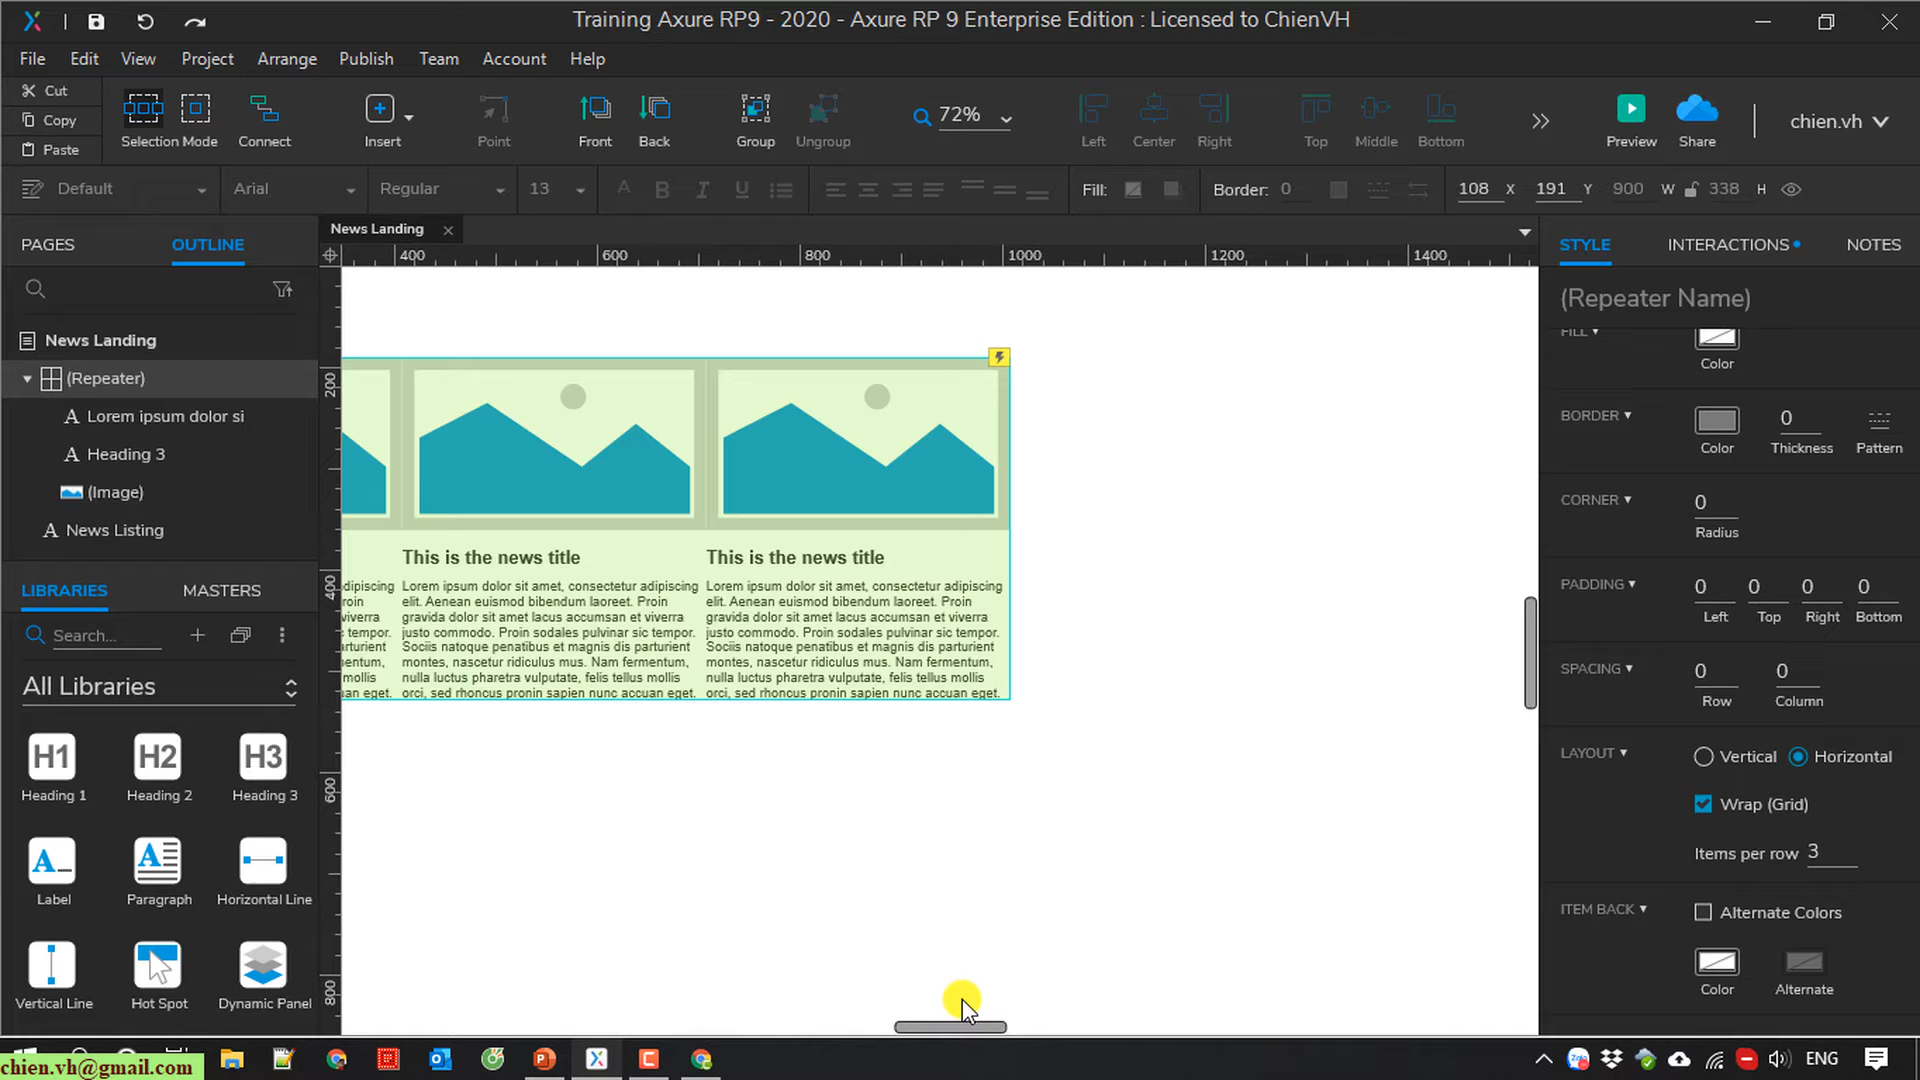 Training Axure RP9 - 2020 - Axure RP 9 Enterprise Edition : Licensed to ChienVH
File Edit View Project Arrange Publish Team Account Help
Cut
Copy
Paste
Selection Mode Connect Insert Point Front Back Group Ungroup 72% Left Center Right Top Middle Bottom Preview Share chien.vh
Default Arial Regular 13 Fill: Border: 0 108 X 191 Y 900 W 338 H
PAGES OUTLINE
News Landing
STYLE INTERACTIONS NOTES
400 600 800 1000 1200 1400
200
400
600
800
(Repeater Name)
News Landing
(Repeater)
Lorem ipsum dolor si
Heading 3
(Image)
News Listing
LIBRARIES MASTERS
Search...
All Libraries
H1 H2 H3
Heading 1 Heading 2 Heading 3
Label Paragraph Horizontal Line
Vertical Line Hot Spot Dynamic Panel
This is the news title
Lorem ipsum dolor sit amet, consectetur adipiscing
elit. Aenean euismod bibendum laoreet. Proin
gravida dolor sit amet lacus accumsan et viverra
justo commodo. Proin sodales pulvinar sic tempor.
Sociis natoque penatibus et magnis dis parturient
montes, nascetur ridiculus mus. Nam fermentum,
nulla luctus pharetra vulputate, felis tellus mollis
orci, sed rhoncus pronin sapien nunc accuan eget.
This is the news title
Lorem ipsum dolor sit amet, consectetur adipiscing
elit. Aenean euismod bibendum laoreet. Proin
gravida dolor sit amet lacus accumsan et viverra
justo commodo. Proin sodales pulvinar sic tempor.
Sociis natoque penatibus et magnis dis parturient
montes, nascetur ridiculus mus. Nam fermentum,
nulla luctus pharetra vulputate, felis tellus mollis
orci, sed rhoncus pronin sapien nunc accuan eget.
FILL
Color
BORDER 0
Color Thickness Pattern
CORNER 0
Radius
PADDING 0 0 0 0
Left Top Right Bottom
SPACING 0 0
Row Column
LAYOUT Vertical Horizontal
Wrap (Grid)
Items per row 3
ITEM BACK Alternate Colors
Color Alternate
chien.vh@gmail.com
ENG